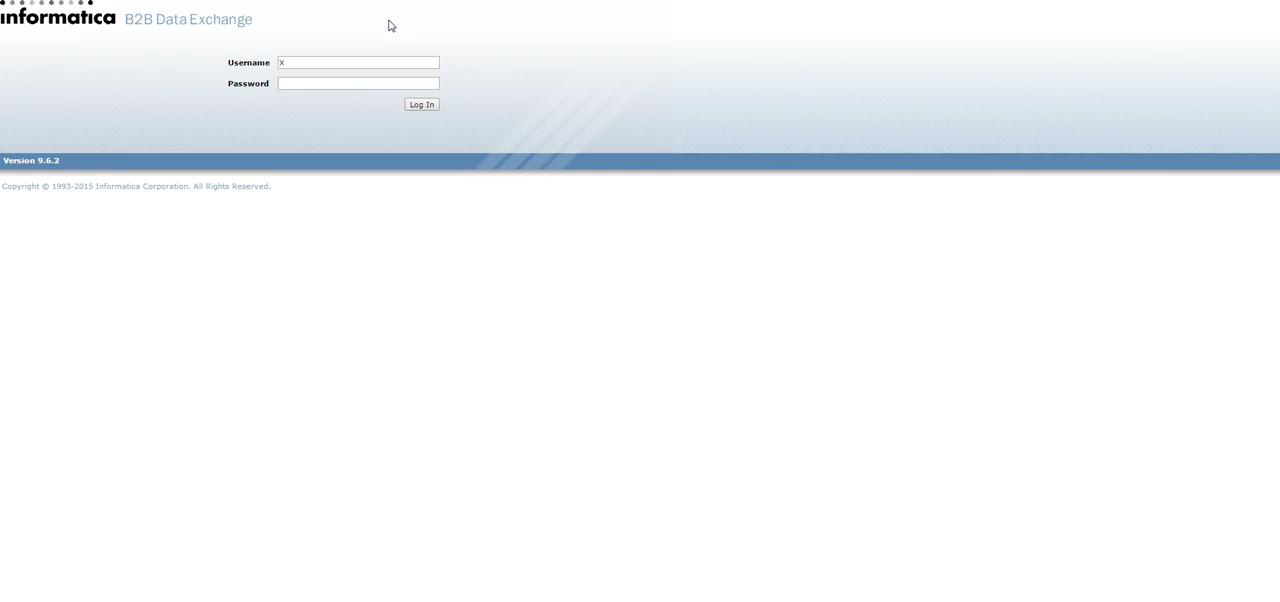 informatica B2B Data Exchange
Username X
Password
Log In
Version 9.6.2
Copyright © 1993-2015 Informatica Corporation, All Rights Reserved.